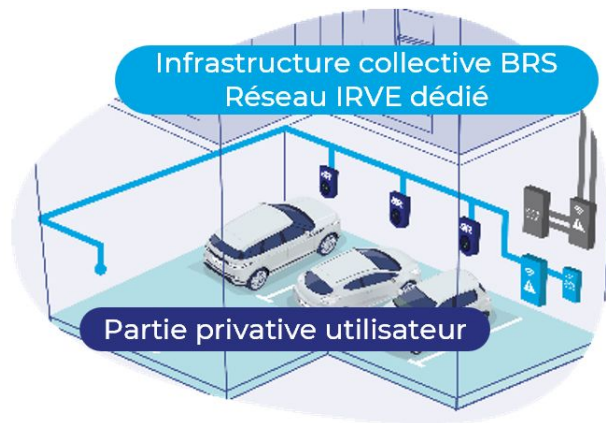 Infrastructure collective BRS
Réseau IRVE dédié
Partie privative utilisateur